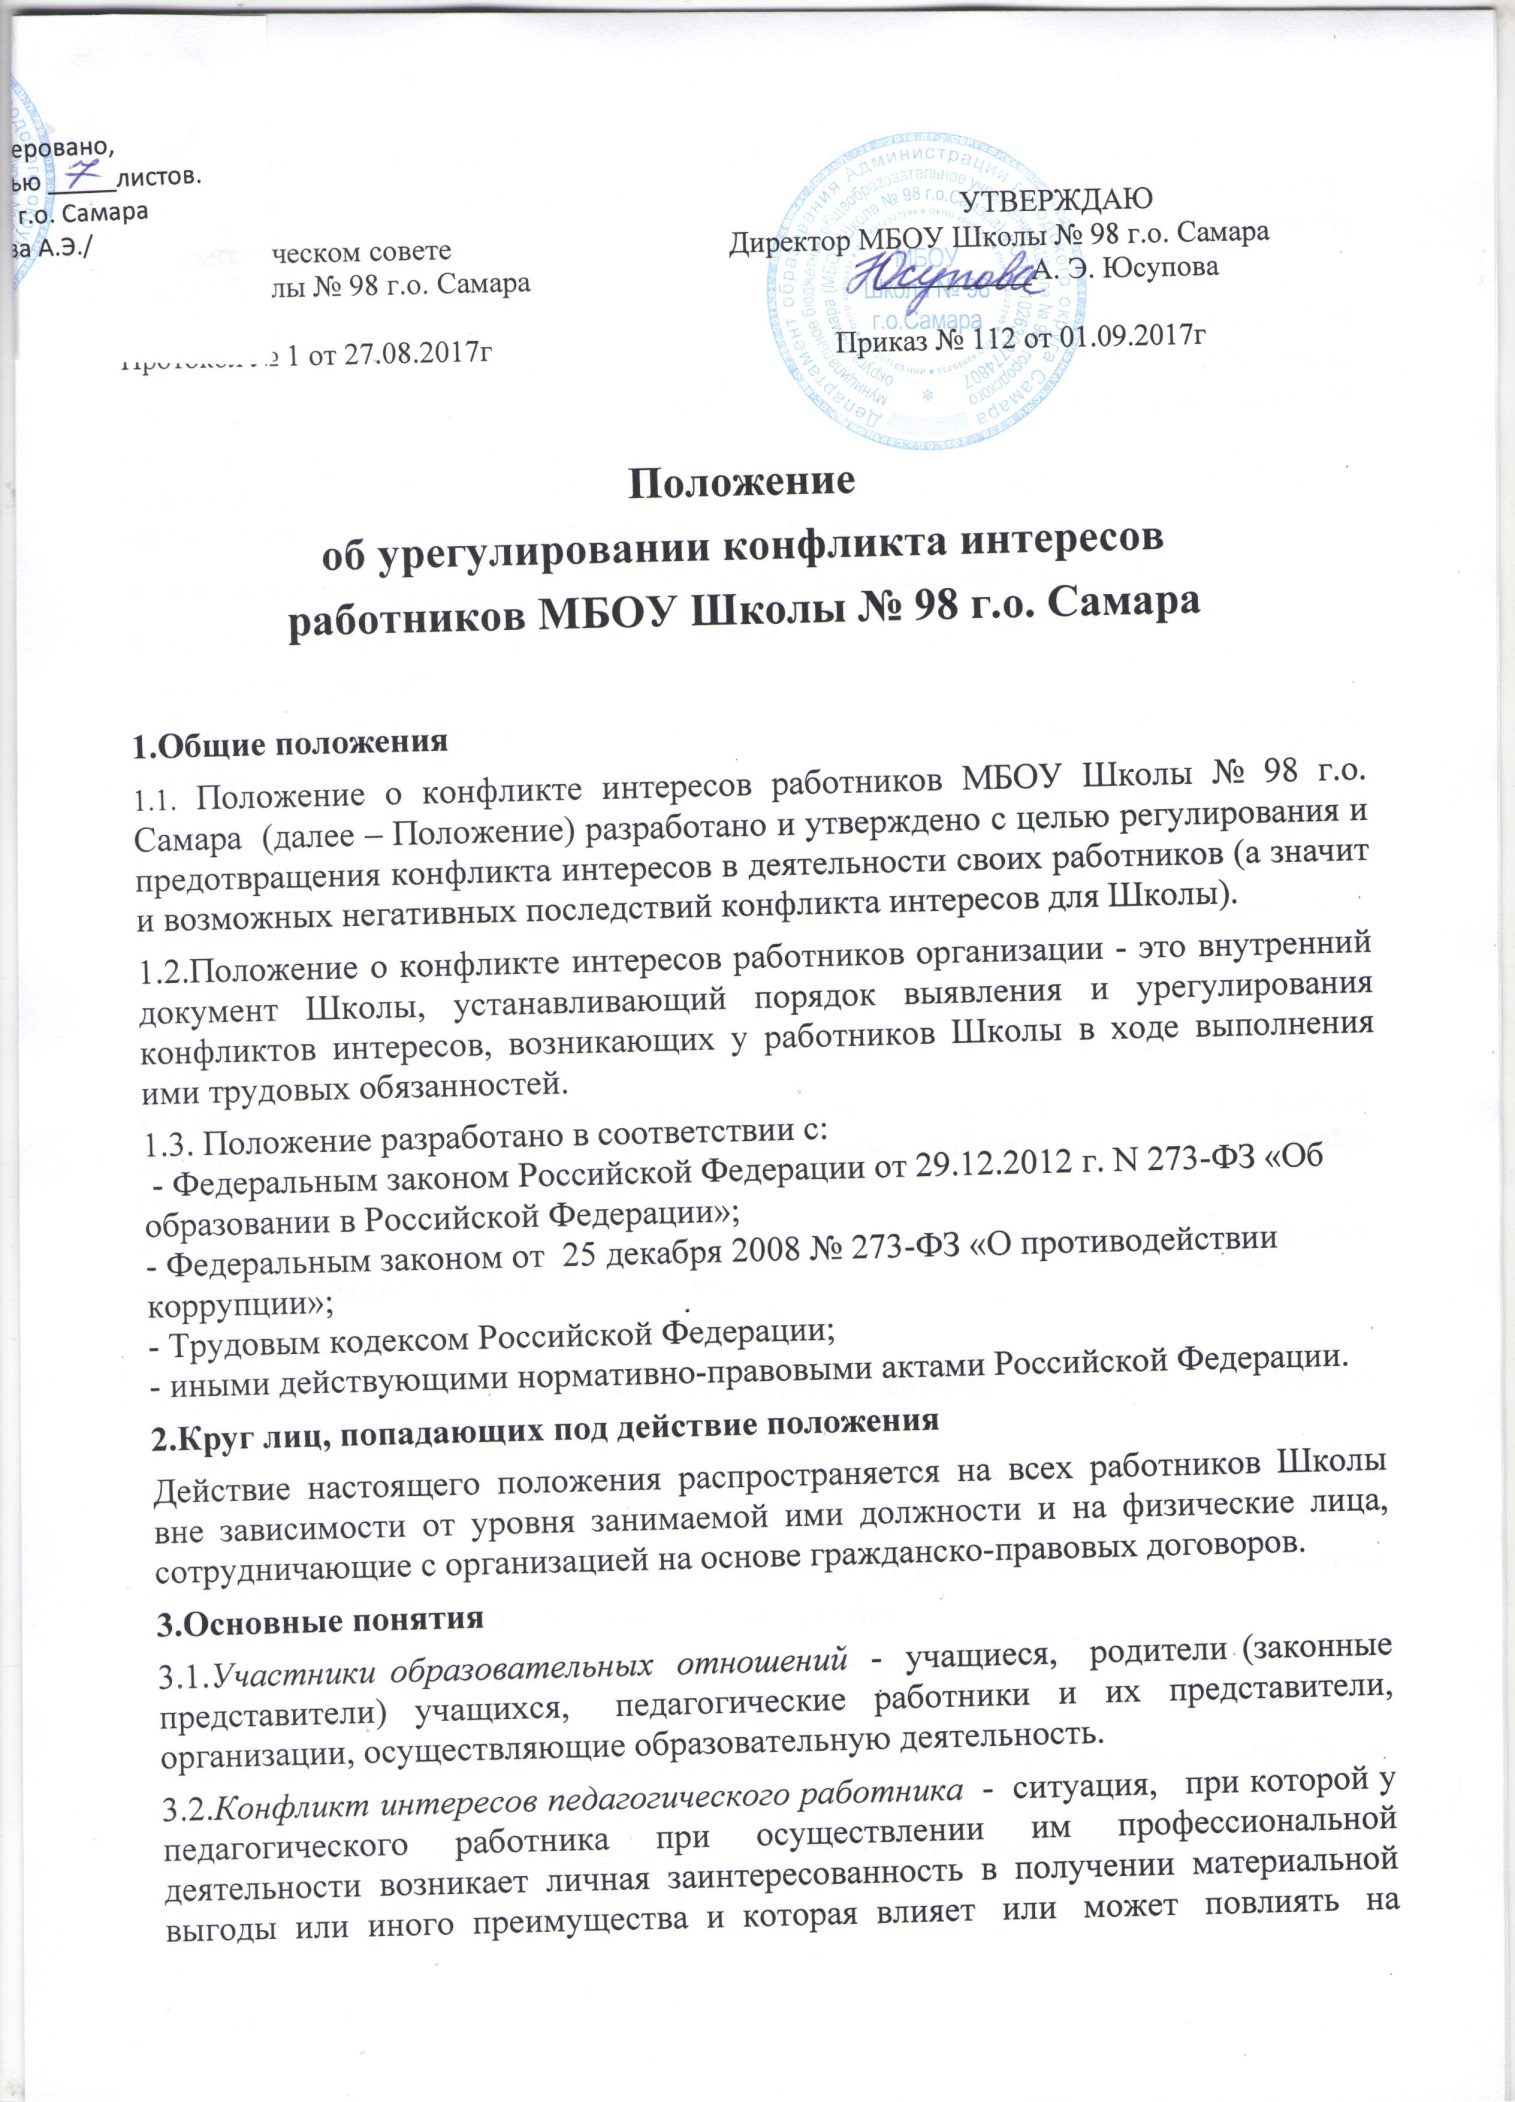 листов.
г.о. Самара
А.Э./
совете
№ 98 г.о. Самара
1 от 27.08.2017г
УТВЕРЖДАЮ
Директор МБОУ Школы № 98 г.о. Самара
Юсупова А. Э. Юсупова
МБОУ
Школа № 98
г.о.Самара
Приказ № 112 от 01.09.2017г
Положение
об урегулировании конфликта интересов
работников МБОУ Школы № 98 г.о. Самара
1.Общие положения
1.1. Положение о конфликте интересов работников МБОУ Школы № 98 г.о.
Самара (далее – Положение) разработано и утверждено с целью регулирования и
предотвращения конфликта интересов в деятельности своих работников (а значит
и возможных негативных последствий конфликта интересов для Школы).
1.2.Положение о конфликте интересов работников организации - это внутренний
документ Школы, устанавливающий порядок выявления и урегулирования
конфликтов интересов, возникающих у работников Школы в ходе выполнения
ими трудовых обязанностей.
1.3. Положение разработано в соответствии с:
- Федеральным законом Российской Федерации от 29.12.2012 г. N 273-ФЗ «Об
образовании в Российской Федерации»;
- Федеральным законом от 25 декабря 2008 № 273-ФЗ «О противодействии
коррупции»;
- Трудовым кодексом Российской Федерации;
- иными действующими нормативно-правовыми актами Российской Федерации.
2.Круг лиц, попадающих под действие положения
Действие настоящего положения распространяется на всех работников Школы
вне зависимости от уровня занимаемой ими должности и на физические лица,
сотрудничающие с организацией на основе гражданско-правовых договоров.
3.Основные понятия
3.1.Участники образовательных отношений - учащиеся, родители (законные
представители) учащихся, педагогические работники и их представители,
организации, осуществляющие образовательную деятельность.
3.2.Конфликт интересов педагогического работника - ситуация, при которой у
педагогического работника при осуществлении им профессиональной
деятельности возникает личная заинтересованность в получении материальной
выгоды или иного преимущества и которая влияет или может повлиять на